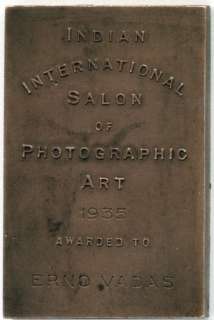 INDIAN
INTERNATIONAL
SALON
OF
PHOTOGRAPHIC
ART
1935
AWARDED TO
ERNO VADAS